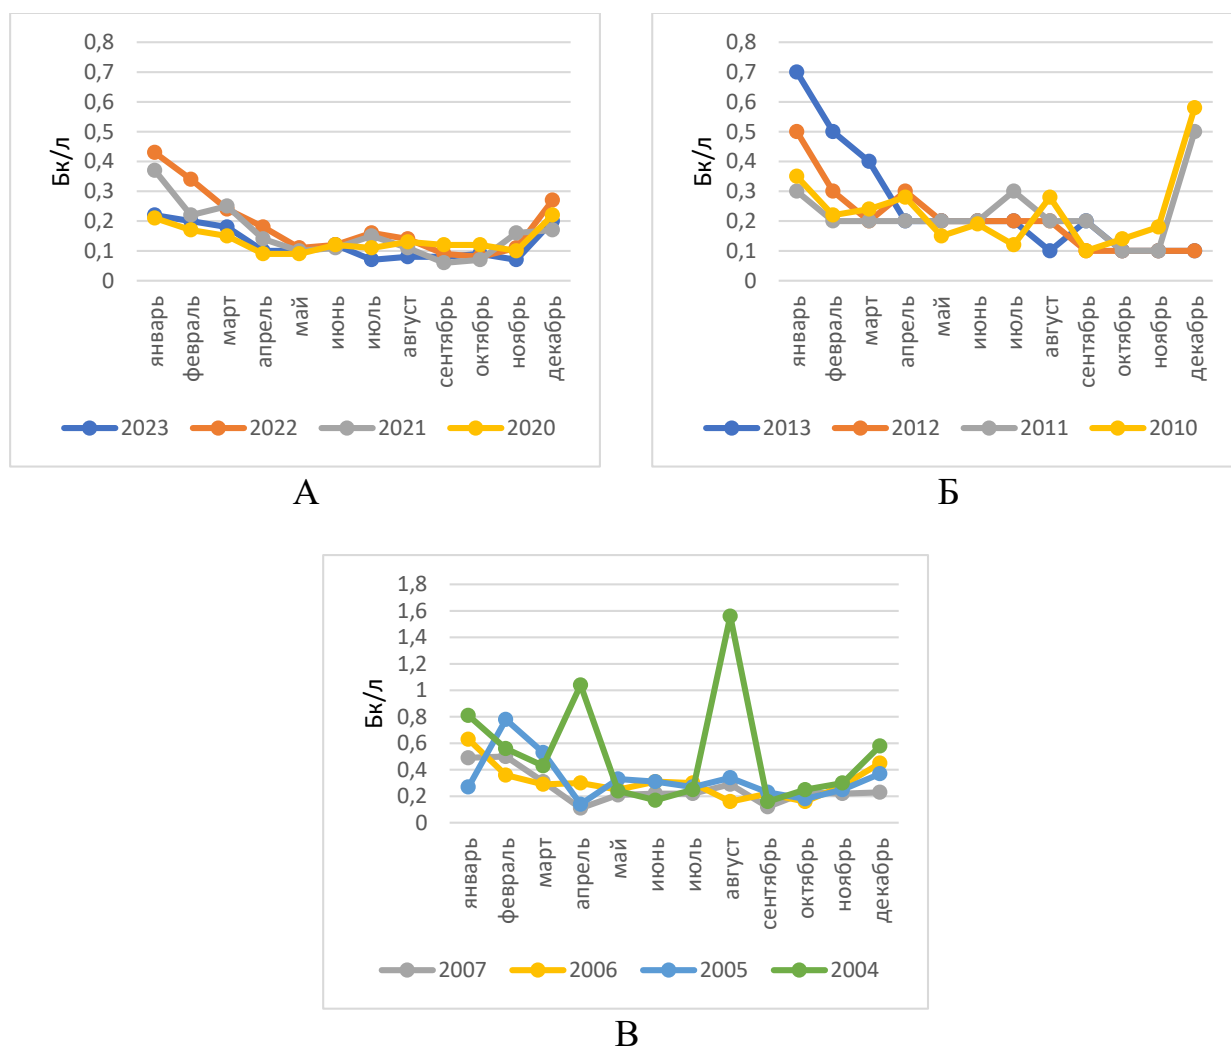 0,8
0,7
0,6
0,5
0,4
0,3
0,2
0,1
0
Бк/л
январь
февраль
март
апрель
май
июнь
июль
август
сентябрь
октябрь
ноябрь
декабрь
2023 2022 2021 2020
А
0,8
0,7
0,6
0,5
0,4
0,3
0,2
0,1
0
Бк/л
январь
февраль
март
апрель
май
июнь
июль
август
сентябрь
октябрь
ноябрь
декабрь
2013 2012 2011 2010
Б
1,8
1,6
1,4
1,2
1
0,8
0,6
0,4
0,2
0
Бк/л
январь
февраль
март
апрель
май
июнь
июль
август
сентябрь
октябрь
ноябрь
декабрь
2007 2006 2005 2004
В